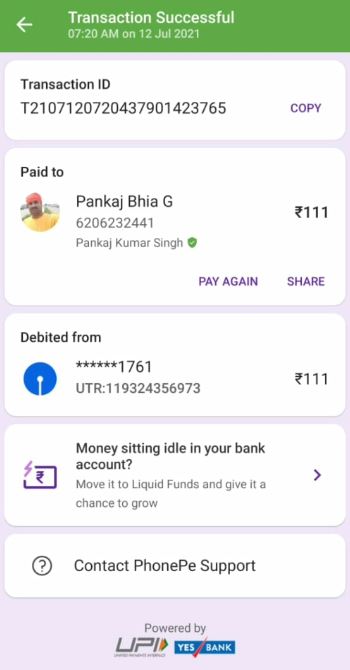 Transaction Successful
07:20 AM on 12 Jul 2021
Transaction ID
T2107120720437901423765 COPY
Paid to
Pankaj Bhia G ₹111
6206232441
Pankaj Kumar Singh
PAY AGAIN SHARE
Debited from
******1761 ₹111
UTR:119324356973
Money sitting idle in your bank
account?
Move it to Liquid Funds and give it a
chance to grow
Contact PhonePe Support
Powered by
UPI YES BANK
UNIFIED PAYMENTS INTERFACE